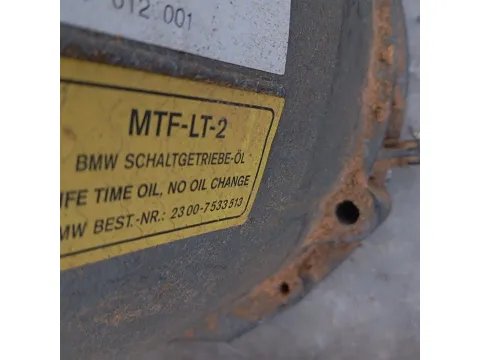 012 001
MTF-LT-2
BMW SCHALTGETRIEBE-ÖL
IFE TIME OIL, NO OIL CHANGE
MW BEST.-NR.: 23 00-7 533 513